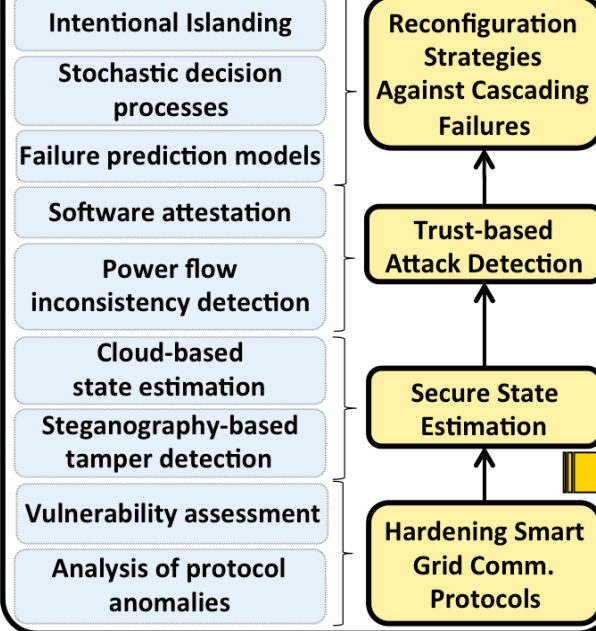 Intentional Islanding
Stochastic decision
processes
Failure prediction models
Software attestation
Power flow
inconsistency detection
Cloud-based
state estimation
Steganography-based
tamper detection
Vulnerability assessment
Analysis of protocol
anomalies
Reconfiguration
Strategies
Against Cascading
Failures
Trust-based
Attack Detection
Secure State
Estimation
Hardening Smart
Grid Comm.
Protocols